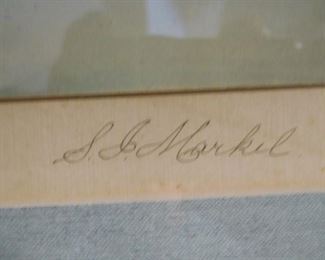 S. I. Markel